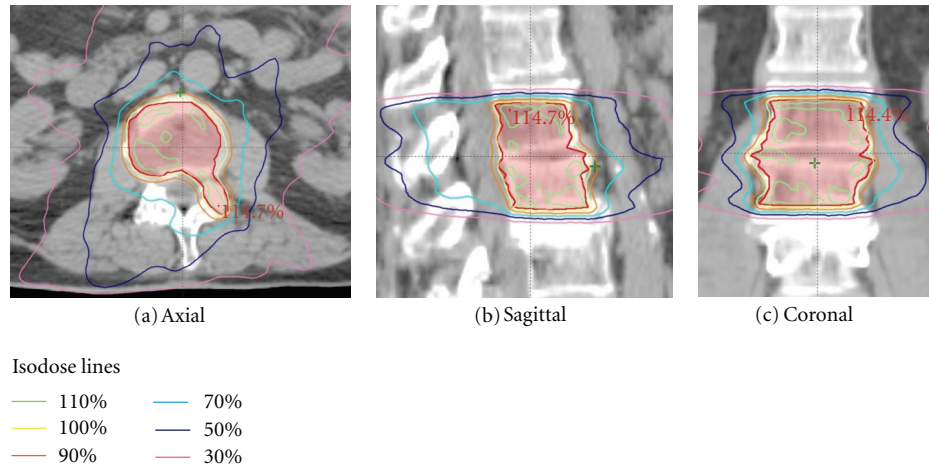 114.7%
114.7%
114.4%
(a) Axial
(b) Sagittal
(c) Coronal
Isodose lines
110%
70%
100%
50%
90%
30%